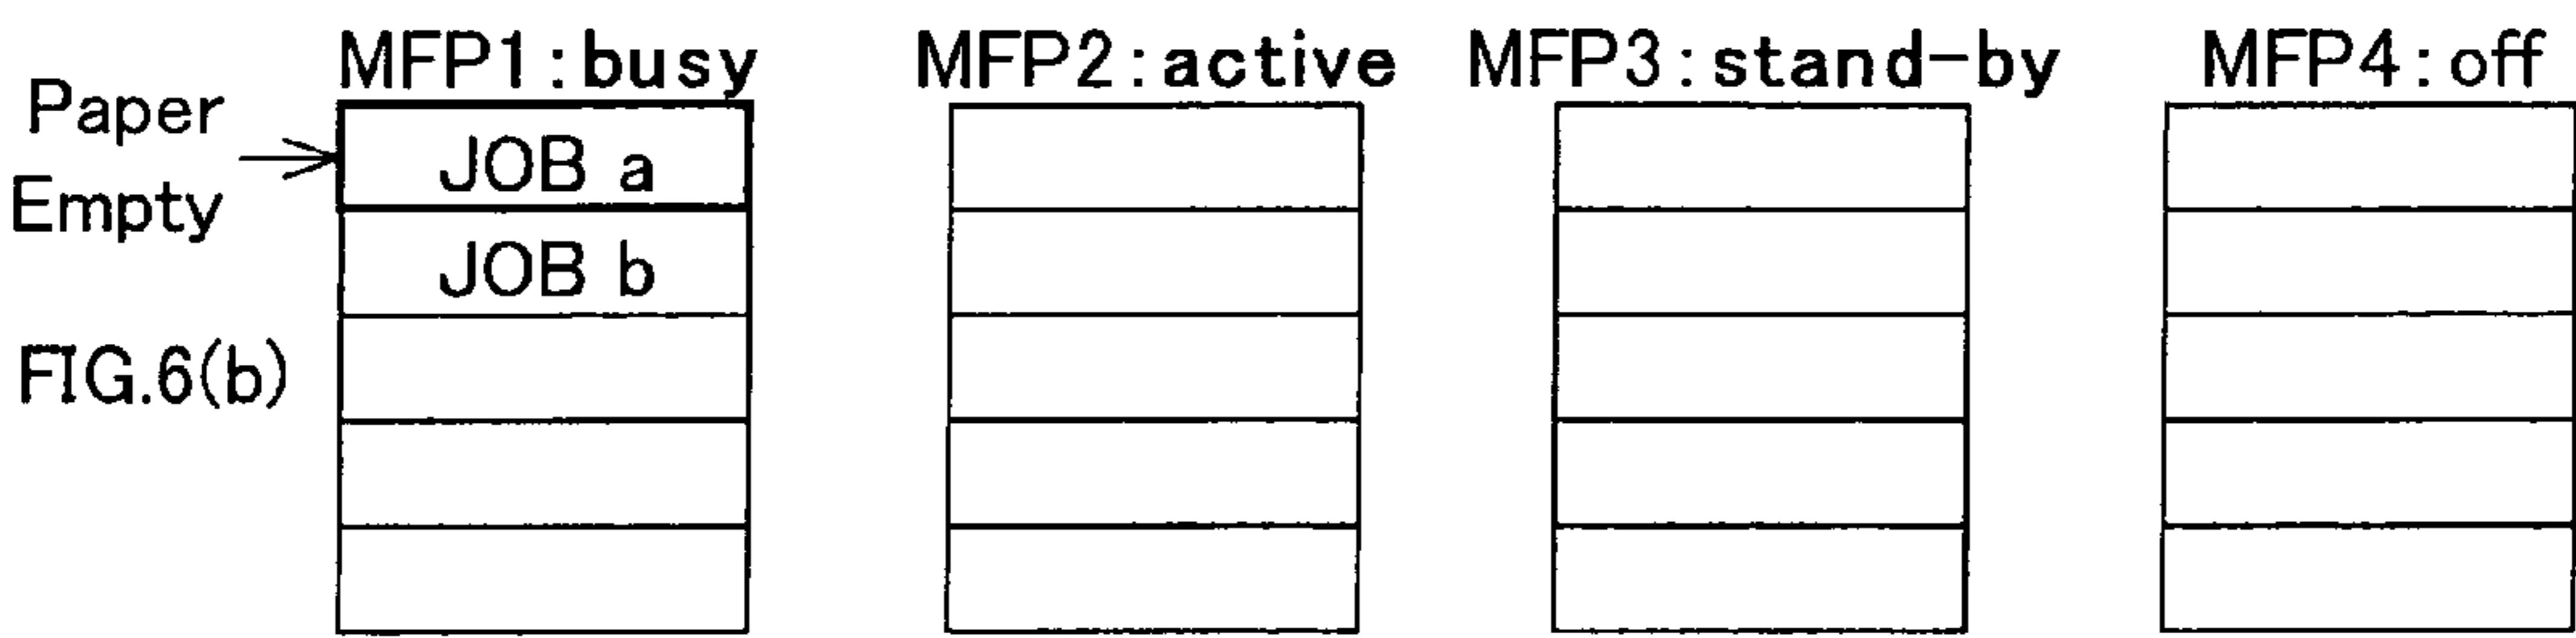 MFP1:busy
MFP2:active
MFP3:stand-by
MFP4:off
Paper
Empty
JOB a
JOB b
FIG.6(b)